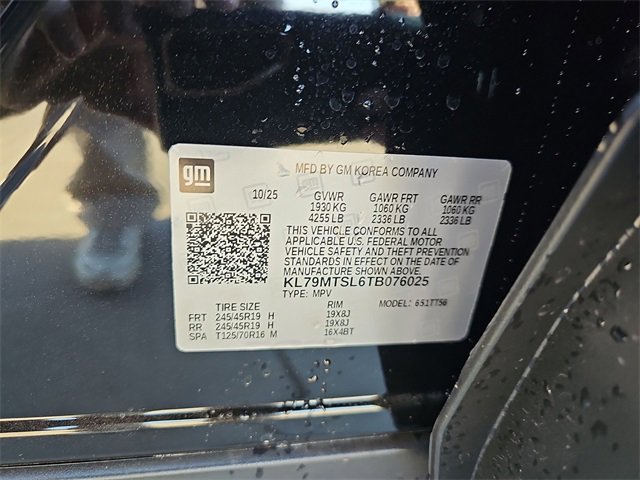 gm
MFD BY GM KOREA COMPANY
10/25 GVWR GAWR FRT GAWR RR
1930 KG 1060 KG 1060 KG
4255 LB 2336 LB 2336 LB
THIS VEHICLE CONFORMS TO ALL
APPLICABLE U.S. FEDERAL MOTOR
VEHICLE SAFETY AND THEFT PREVENTION
STANDARDS IN EFFECT ON THE DATE OF
MANUFACTURE SHOWN ABOVE.
KL79MTSL6TB076025
TYPE: MPV MODEL: 651TT56
TIRE SIZE RIM
FRT 245/45R19 H 19X8J
RR 245/45R19 H 19X8J
SPA T125/70R16 M 16X4BT